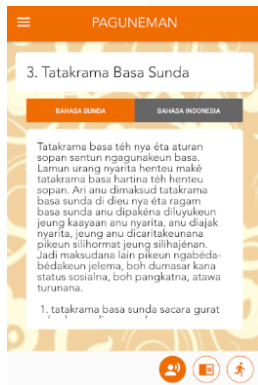 PAGUNEMAN
3. Tatakrama Basa Sunda
BAHASA SUNDA
BAHASA INDONESIA
Tatakrama basa téh nya éta aturan
sopan santun ngagunakeun basa.
Lamun urang nyarita henteu maké
tatakrama basa hartina téh henteu
sopan. Ari anu dimaksud tatakrama
basa sunda di dieu nya éta ragam
basa sunda anu dipakéna diluyukeun
jeung kaayaan anu nyarita, anu diajak
nyarita, jeung anu dicaritakeunana
pikeun silihormat jeung silihajénan.
Jadi maksudana lain pikeun ngabéda-
bédakeun jelema, boh dumasar kana
status sosialna, boh pangkatna, atawa
turunana.
1. tatakrama basa sunda sacara gurat